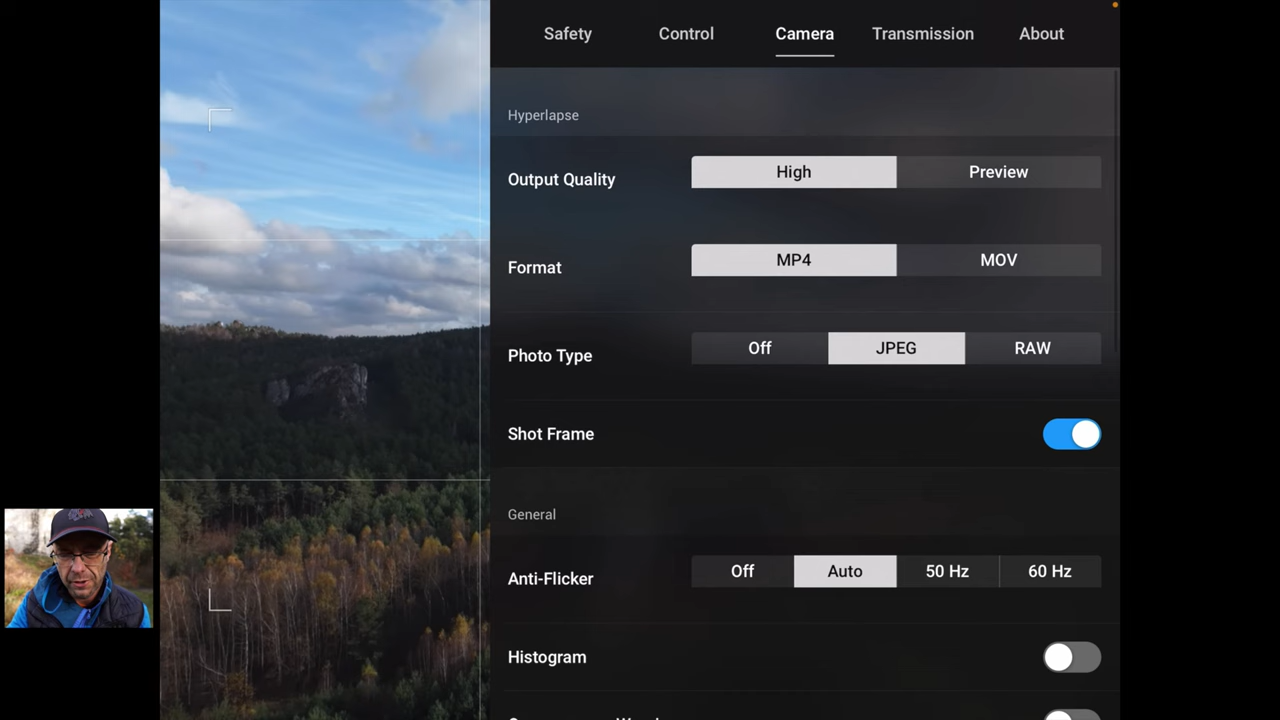 Safety Control Camera Transmission About
Hyperlapse
Output Quality High Preview
Format MP4 MOV
Photo Type Off JPEG RAW
Shot Frame
General
Anti-Flicker Off Auto 50 Hz 60 Hz
Histogram